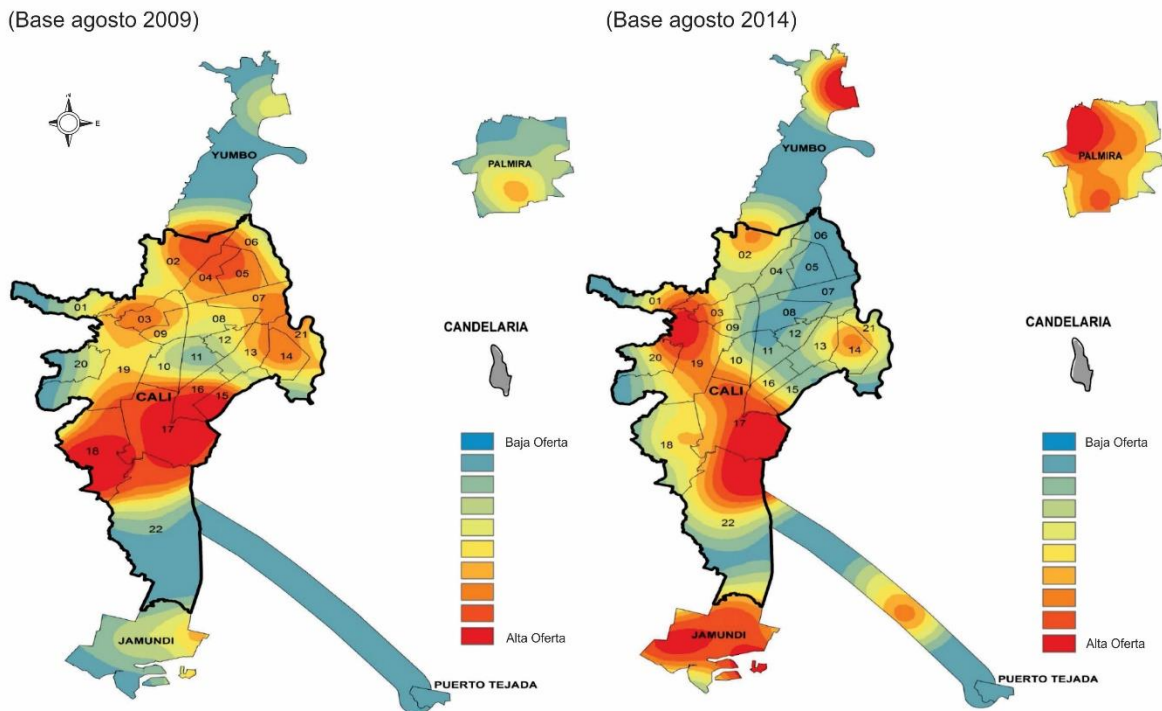 (Base agosto 2009)
N
E
YUMBO
PALMIRA
06
02
04
05
07
01
03
08
09
21
12
13
14
11
10
20
19
16
CALI
15
17
18
22
JAMUNDI
PUERTO TEJADA
CANDELARIA
Baja Oferta
Alta Oferta
(Base agosto 2014)
YUMBO
PALMIRA
06
02
04
05
07
01
03
08
09
21
12
13
14
11
10
20
19
16
CALI
15
17
18
22
JAMUNDI
PUERTO TEJADA
CANDELARIA
Baja Oferta
Alta Oferta